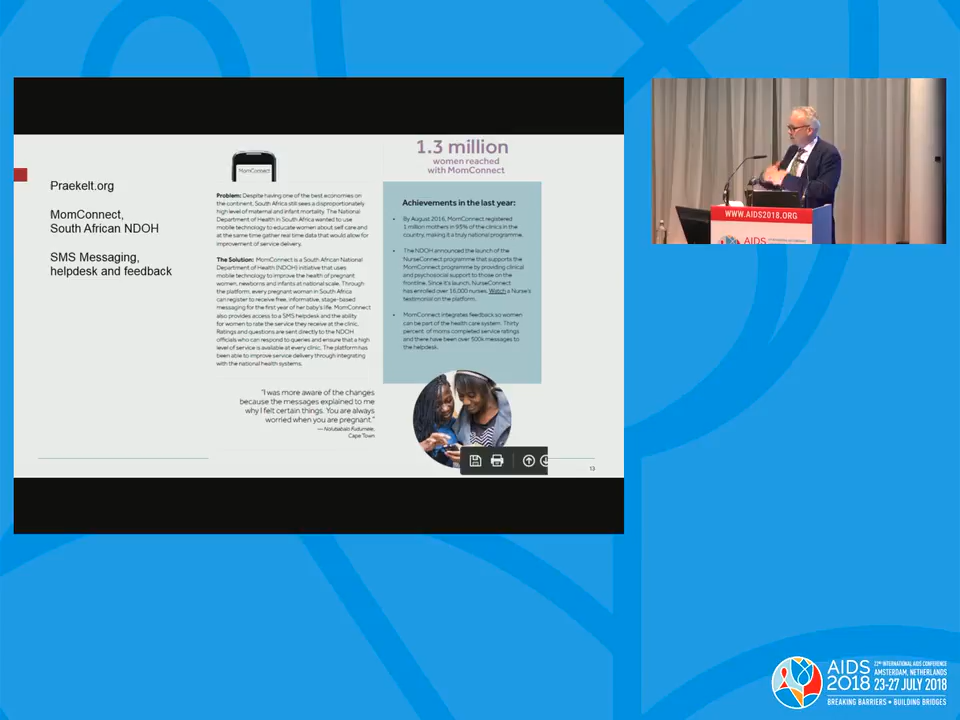 Praekelt.org
MomConnect,
South African NDOH
SMS Messaging,
helpdesk and feedback
MomConnect
Problem: Despite having one of the best economies on
the continent, South Africa still sees a disproportionately
high level of maternal and infant mortality. The National
Department of Health in South Africa wanted to use
mobile technology to educate women about self care and
at the same time gather real time data that would allow for
improvement of service delivery.
The Solution: MomConnect is a South African National
Department of Health (NDOH) initiative that uses
mobile technology to improve the health of pregnant
women, newborns and infants at national scale. Through
the platform, every pregnant woman in South Africa
can register to receive free, informative, stage-based
messaging for the first year of her baby's life. MomConnect
also provides access to a SMS helpdesk and the ability
for women to rate the service they receive at the clinic.
Ratings and questions are sent directly to the NDOH
officials who can respond to queries and ensure that a high
level of service is available at every clinic. The platform has
been able to improve service delivery through integrating
with the national health systems.
"I was more aware of the changes
because the messages explained to me
why I felt certain things. You are always
worried when you are pregnant."
Cape Town
1.3 million
women reached
with MomConnect
Achievements in the last year:
• By August 2016, MomConnect registered
1 million mothers in 95% of the clinics in the
country, making it a truly national programme.
• The NDOH announced the launch of the
NurseConnect programme that supports the
MomConnect programme by providing clinical
and psychosocial support to those on the
frontline. Since it's launch, NurseConnect
has enrolled over 18,000 nurses. Watch a Nurse's
testimonial on the platform.
• MomConnect integrates feedback so women
can be part of the health care system. Thirty
percent of moms completed service ratings
and there have been over 500k messages to
the helpdesk.
13
WWW.AIDS2018.ORG
AIDS
AIDS
2018
22ND INTERNATIONAL AIDS CONFERENCE
AMSTERDAM, NETHERLANDS
23-27 JULY 2018
BREAKING BARRIERS • BUILDING BRIDGES